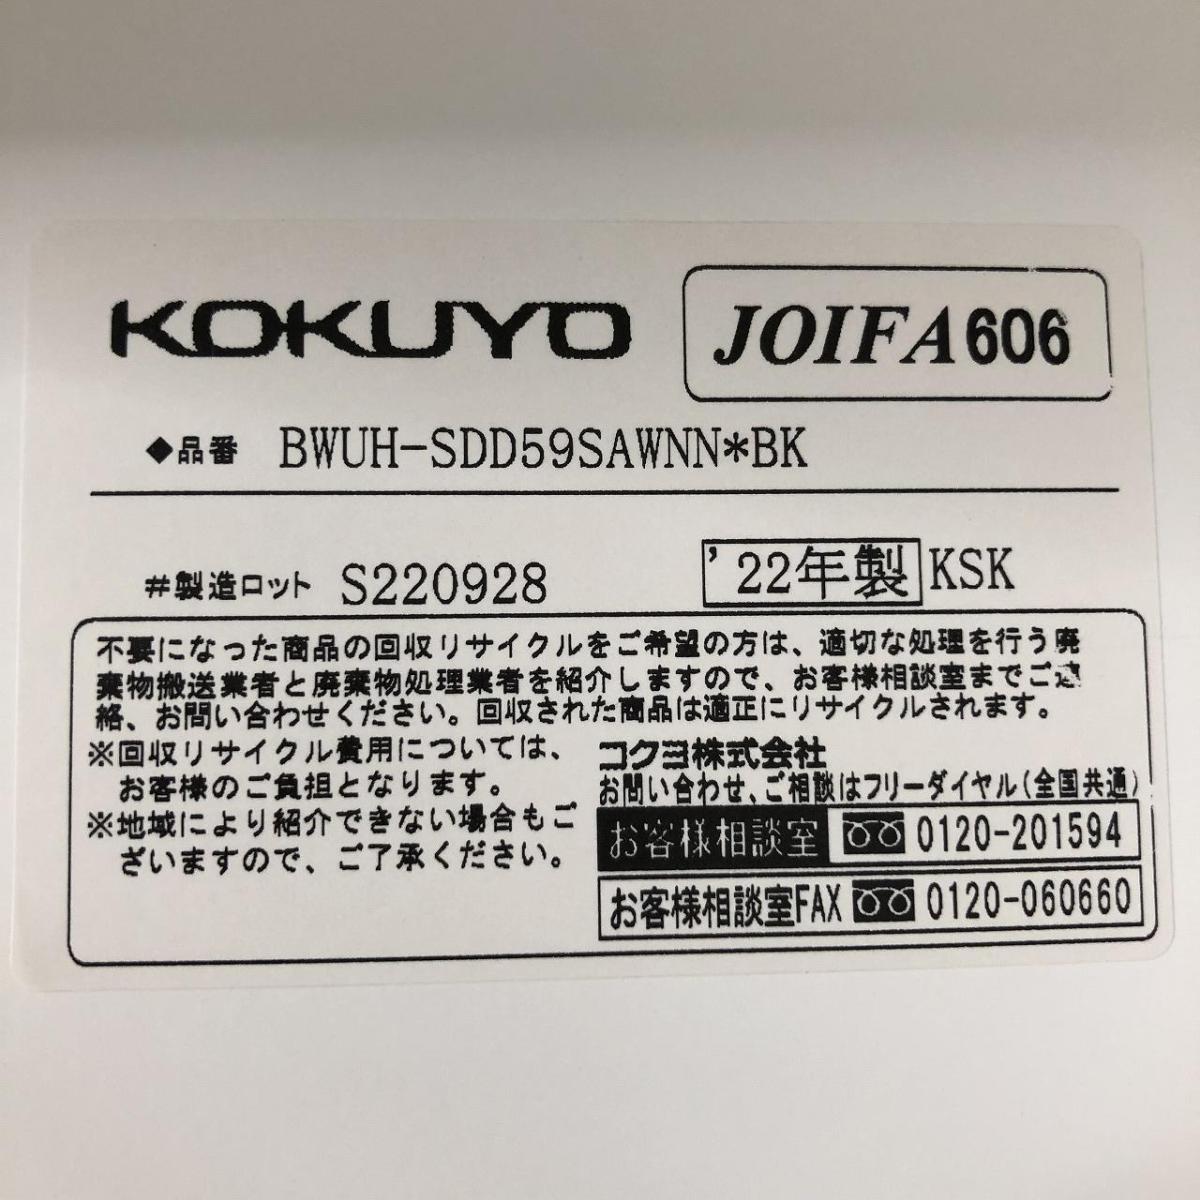 KOKUYO
JOIFA606
◆品番 BWUH-SDD59SAWNN*BK
#製造ロット S220928
'22年製 KSK
不要になった商品の回収リサイクルをご希望の方は、適切な処理を行う廃
棄物搬送業者と廃棄物処理業者を紹介しますので、お客様相談室までご連
絡、お問い合わせください。回収された商品は適正にリサイクルされます。
※回収リサイクル費用については、
お客様のご負担となります。
※地域により紹介できない場合もご
ざいますので、ご了承ください。
コクヨ株式会社
お問い合わせ、ご相談はフリーダイヤル(全国共通)
お客様相談室 0120-201594
お客様相談室FAX 0120-060660